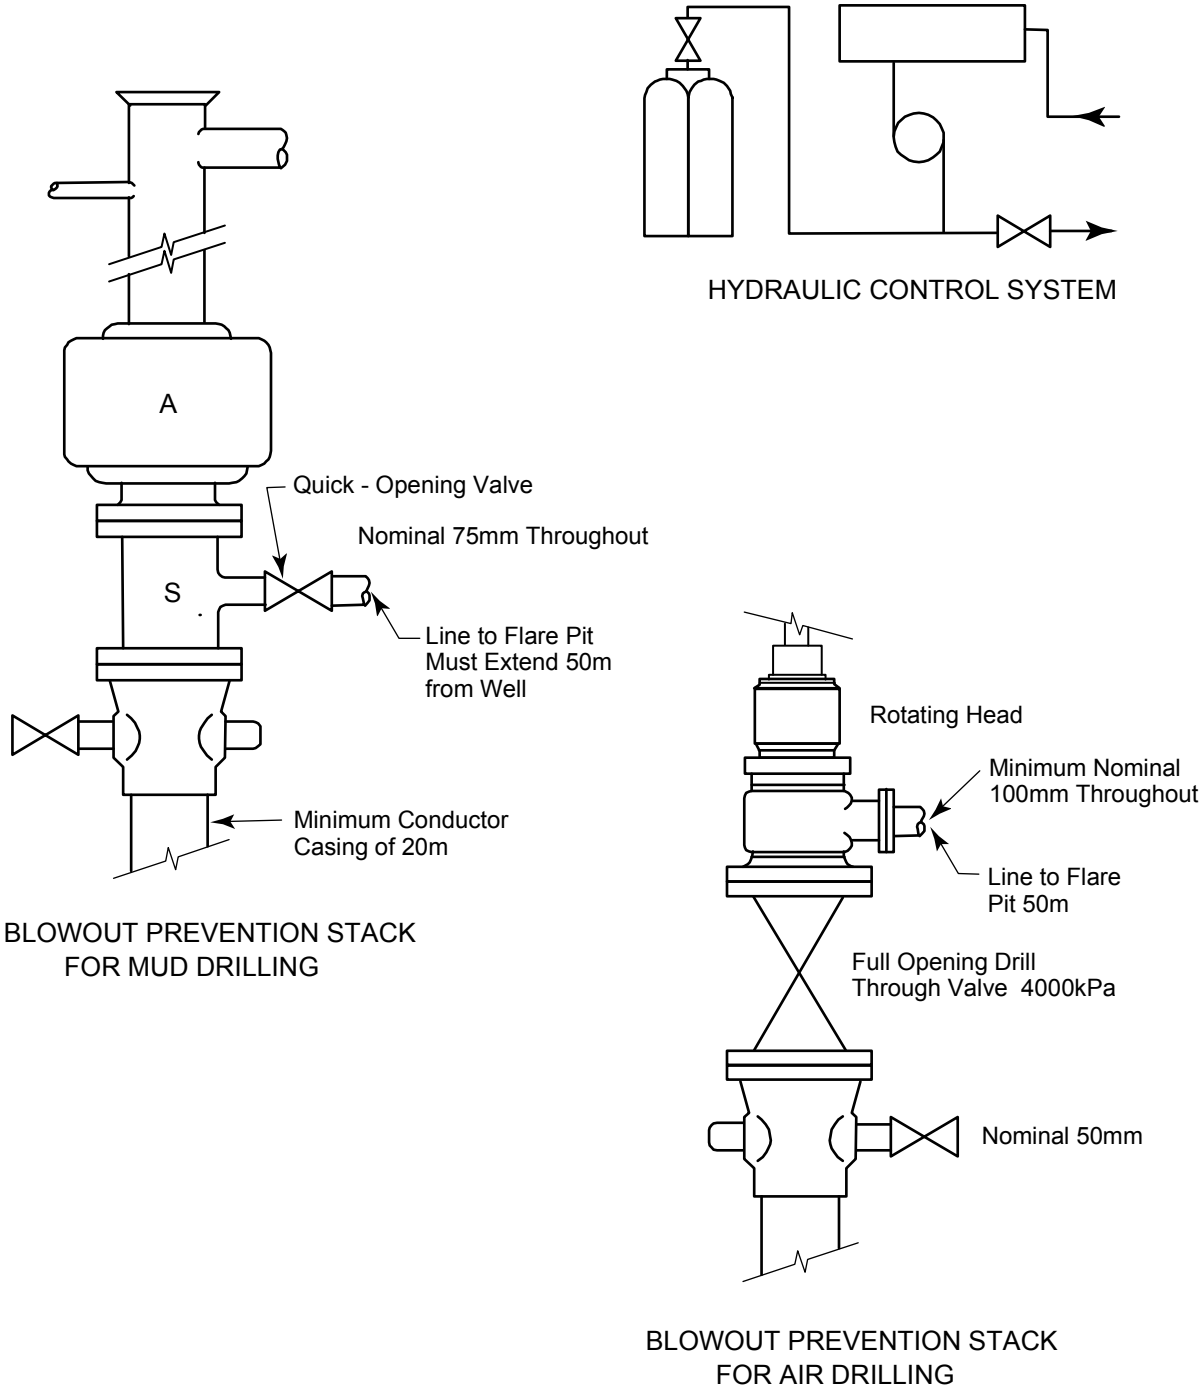 HYDRAULIC CONTROL SYSTEM
A
Quick - Opening Valve
Nominal 75mm Throughout
S
Line to Flare Pit
Must Extend 50m
from Well
Minimum Conductor
Casing of 20m
BLOWOUT PREVENTION STACK
FOR MUD DRILLING
Rotating Head
Minimum Nominal
100mm Throughout
Line to Flare
Pit 50m
Full Opening Drill
Through Valve 4000kPa
Nominal 50mm
BLOWOUT PREVENTION STACK
FOR AIR DRILLING